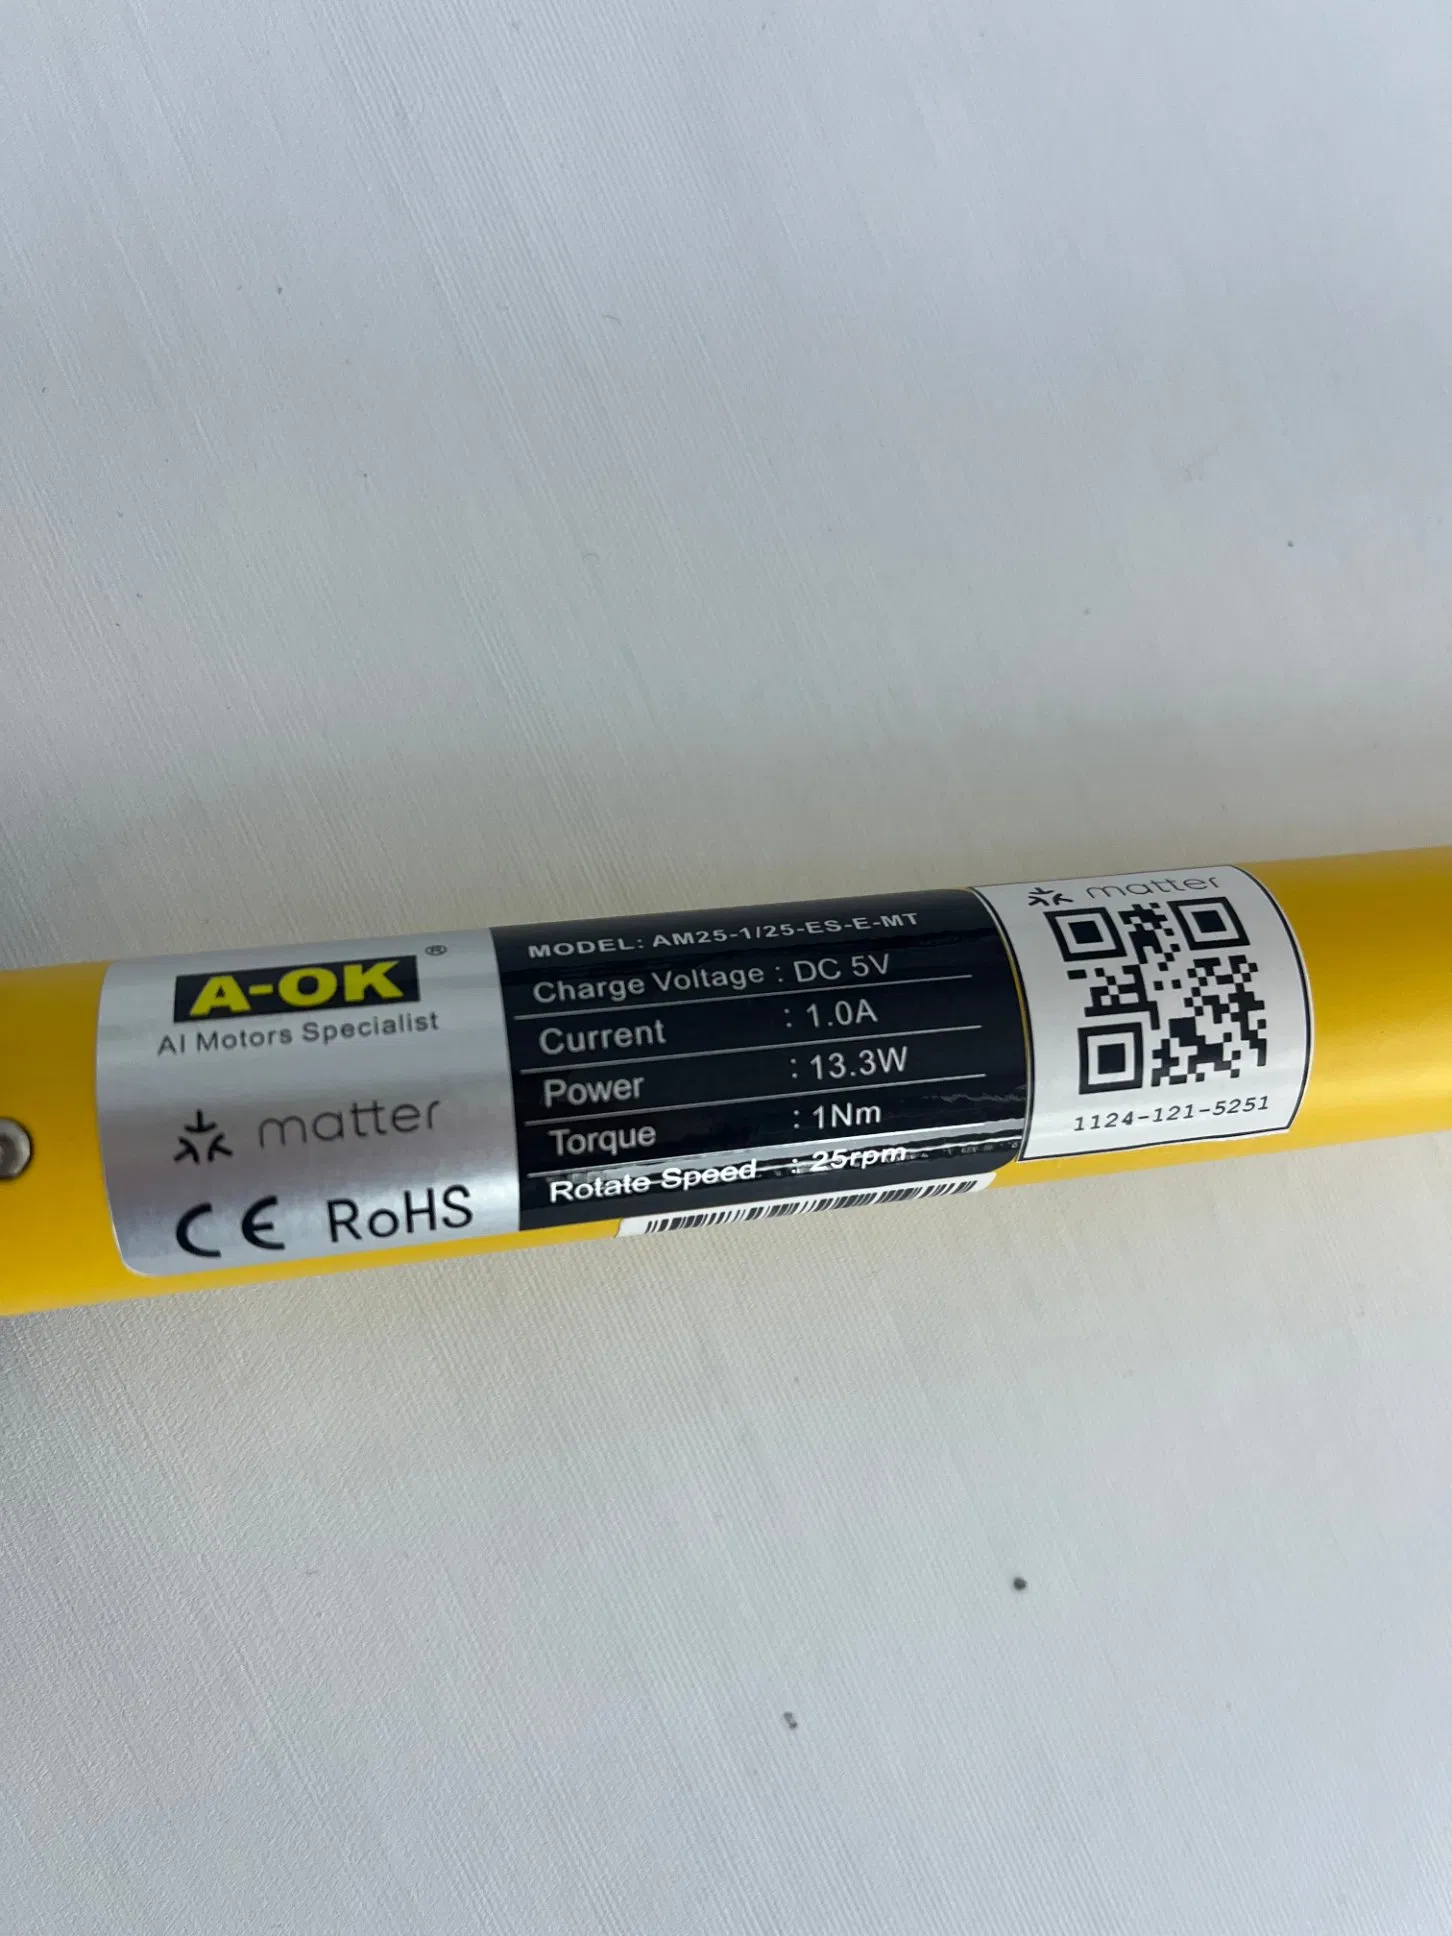 A-OK®
AI Motors Specialist
matter
CE RoHS
MODEL: AM25-1/25-ES-E-MT
Charge Voltage : DC 5V
Current : 1.0A
Power : 13.3W
Torque : 1Nm
Rotate Speed : 25rpm
matter
1124-121-5251